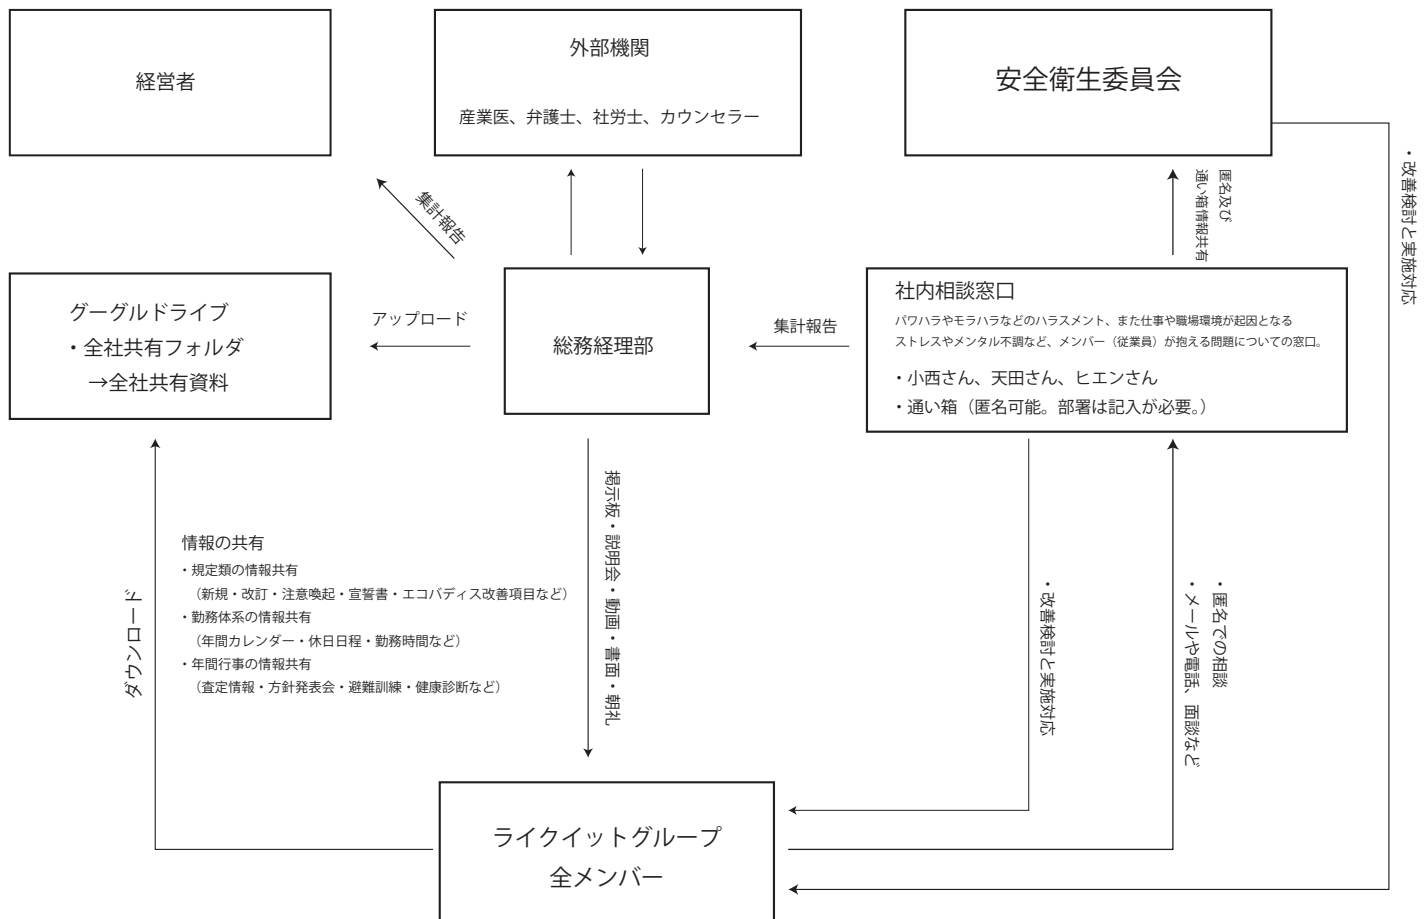 経営者
外部機関
産業医、弁護士、社労士、カウンセラー
安全衛生委員会
集計報告
匿名及び
通い箱情報共有
・改善検討と実施対応
グーグルドライブ
・全社共有フォルダ
→全社共有資料
アップロード
総務経理部
集計報告
社内相談窓口
パワハラやモラハラなどのハラスメント、また仕事や職場環境が起因となる
ストレスやメンタル不調など、メンバー（従業員）が抱える問題についての窓口。
・小西さん、天田さん、ヒエンさん
・通い箱（匿名可能。部署は記入が必要。）
ダウンロード
情報の共有
・規定類の情報共有
（新規・改訂・注意喚起・宣誓書・エコバディス改善項目など）
・勤務体系の情報共有
（年間カレンダー・休日日程・勤務時間など）
・年間行事の情報共有
（査定情報・方針発表会・避難訓練・健康診断など）
掲示板・説明会・動画・書面・朝礼
・改善検討と実施対応
・匿名での相談
・メールや電話、面談など
ライクイットグループ
全メンバー